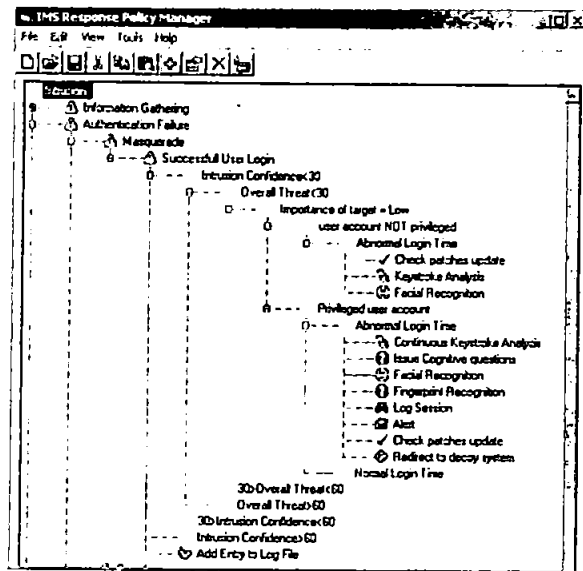 IMS Response Policy Manager
File Edit View Tools Help
Intrusion
Information Gathering
Authentication Failure
Masquerade
Successful User Login
Intrusion Confidence<30
Overall Threat<30
Importance of target = Low
user account NOT privileged
Abnormal Login Time
Check patches update
Keystroke Analysis
Facial Recognition
Privileged user account
Abnormal Login Time
Continuous Keystroke Analysis
Issue Cognitive questions
Facial Recognition
Fingerprint Recognition
Log Session
Alert
Check patches update
Redirect to decoy system
Normal Login Time
30>Overall Threat<60
Overall Threat>60
30>Intrusion Confidence<60
Intrusion Confidence>60
Add Entry to Log File